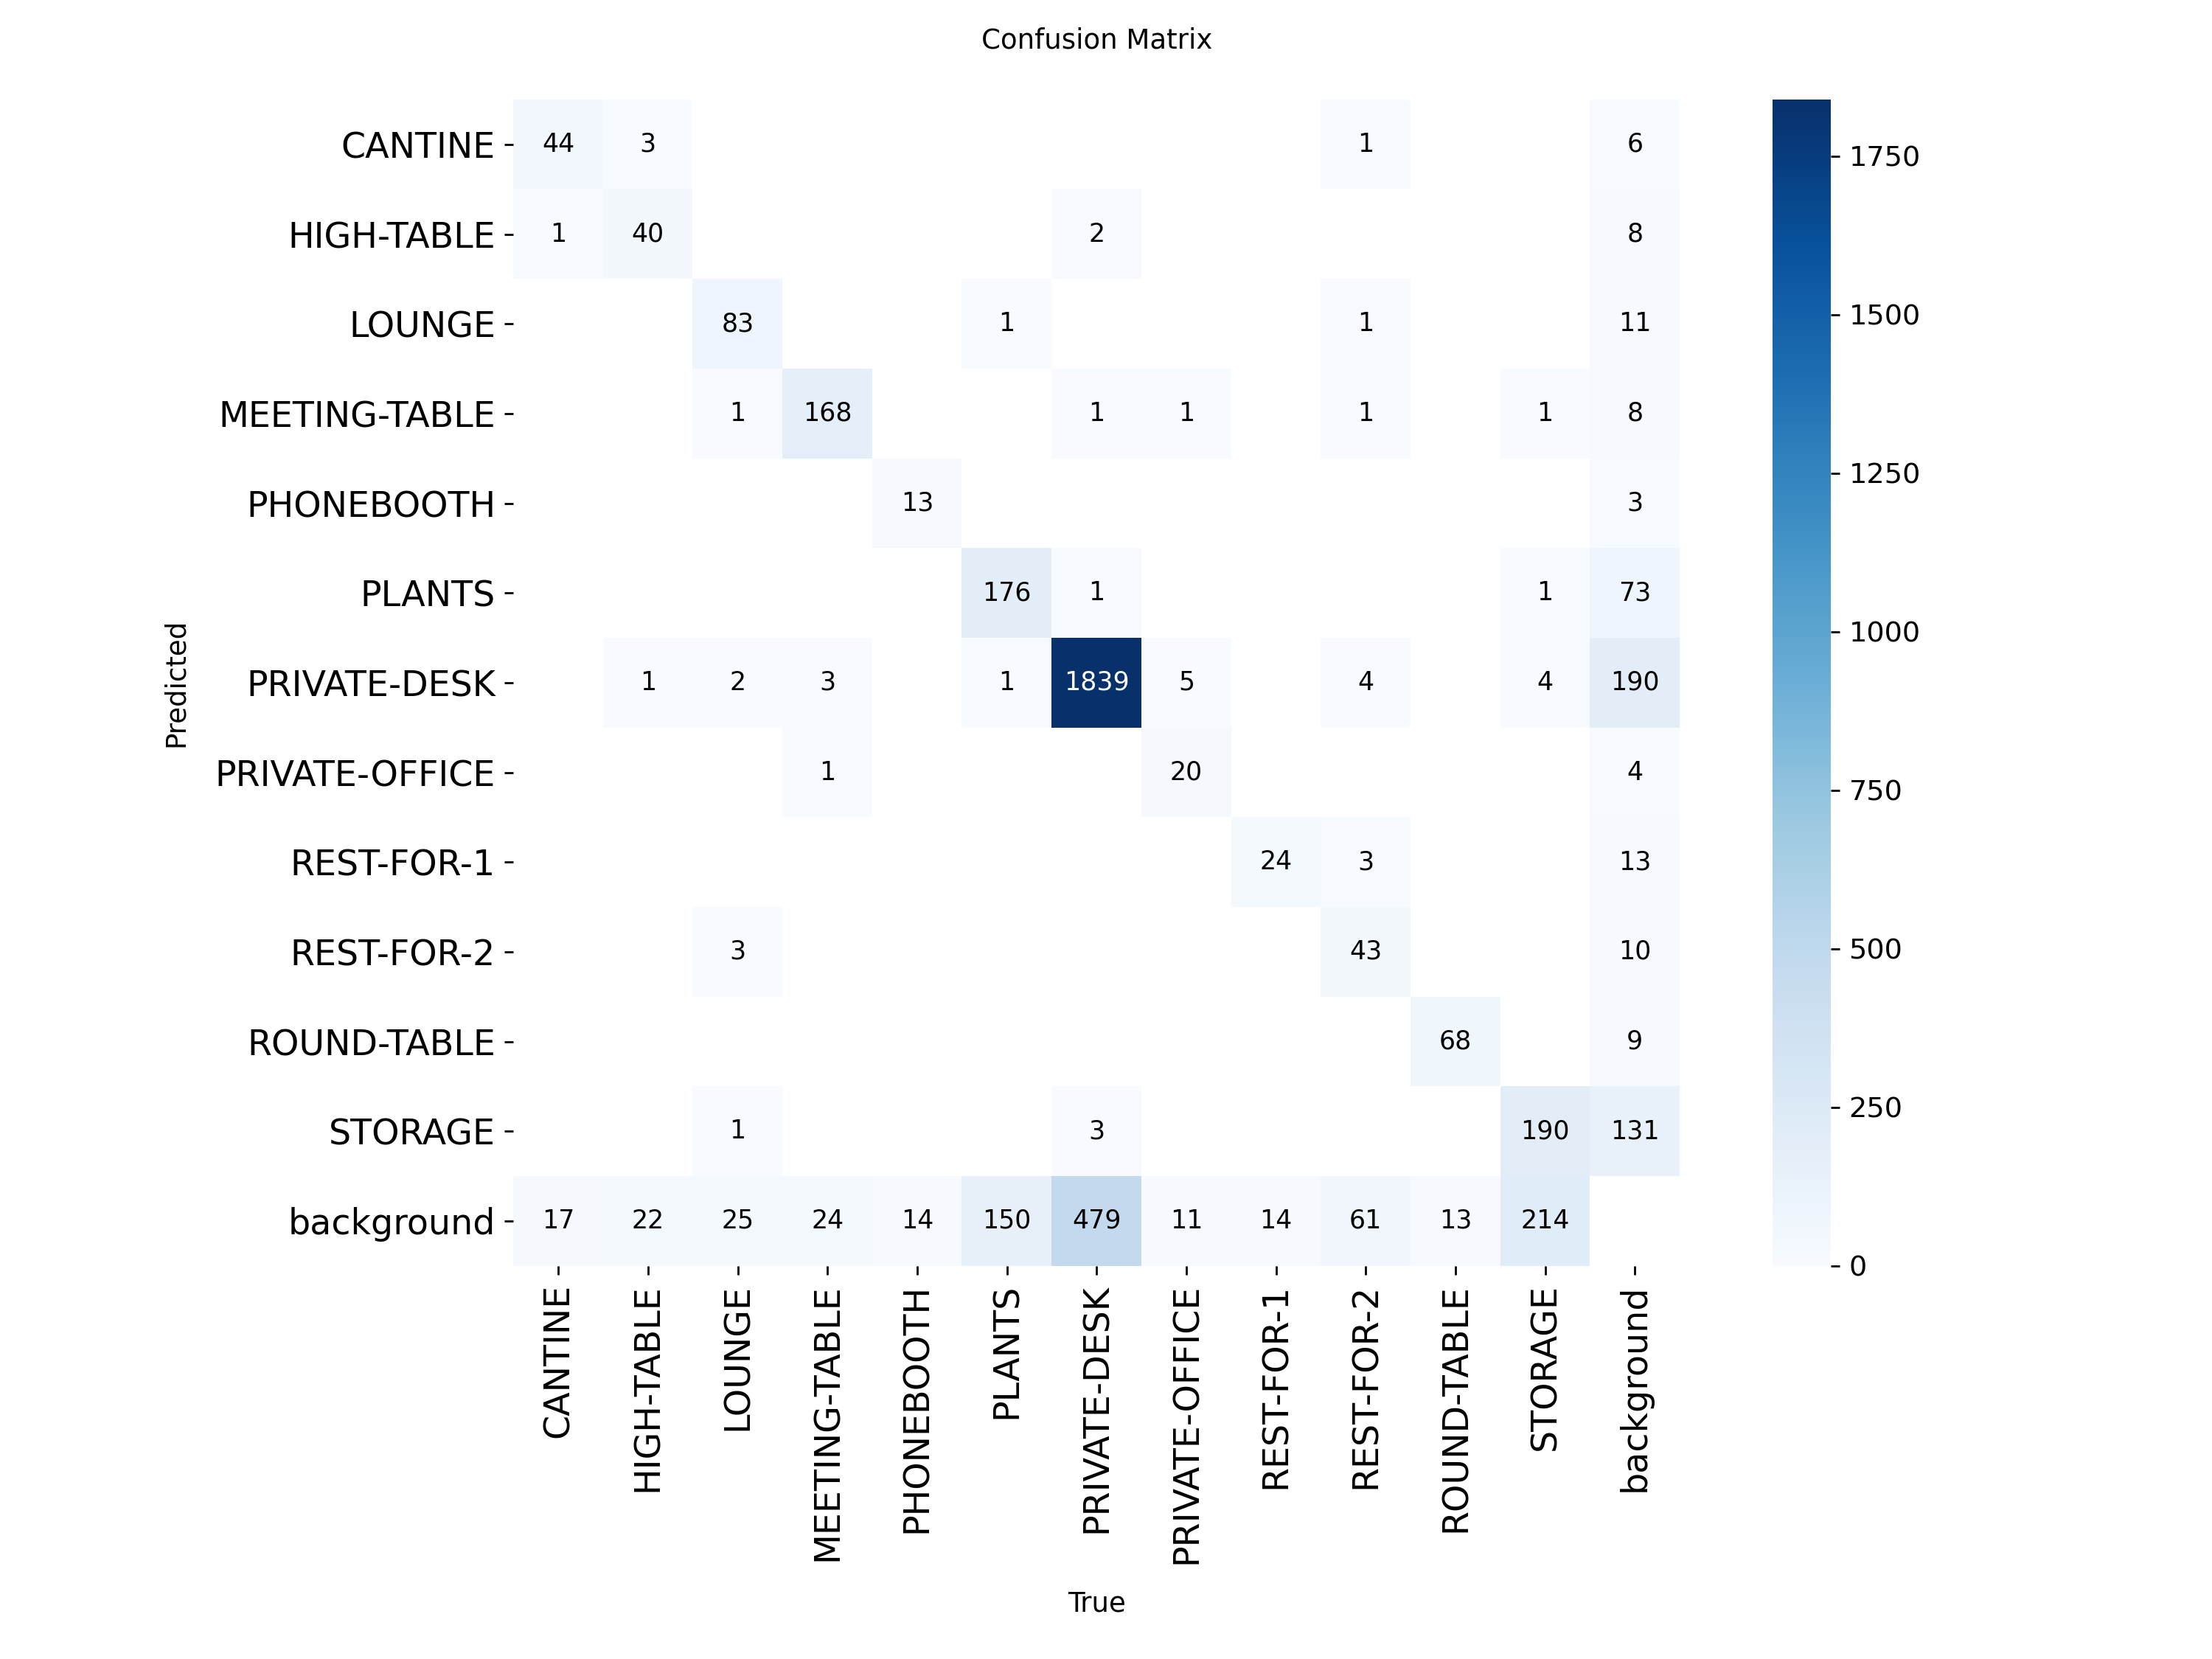 Confusion Matrix
CANTINE 44 3 1 6
HIGH-TABLE 1 40 2 8
LOUNGE 83 1 1 11
MEETING-TABLE 1 168 1 1 1 1 8
PHONEBOOTH 13 3
PLANTS 176 1 1 73
PRIVATE-DESK 1 2 3 1 1839 5 4 4 190
PRIVATE-OFFICE 1 20 4
REST-FOR-1 24 3 13
REST-FOR-2 3 43 10
ROUND-TABLE 68 9
STORAGE 1 3 190 131
background 17 22 25 24 14 150 479 11 14 61 13 214
Predicted
CANTINE
HIGH-TABLE
LOUNGE
MEETING-TABLE
PHONEBOOTH
PLANTS
PRIVATE-DESK
PRIVATE-OFFICE
REST-FOR-1
REST-FOR-2
ROUND-TABLE
STORAGE
background
True
1750
1500
1250
1000
750
500
250
0